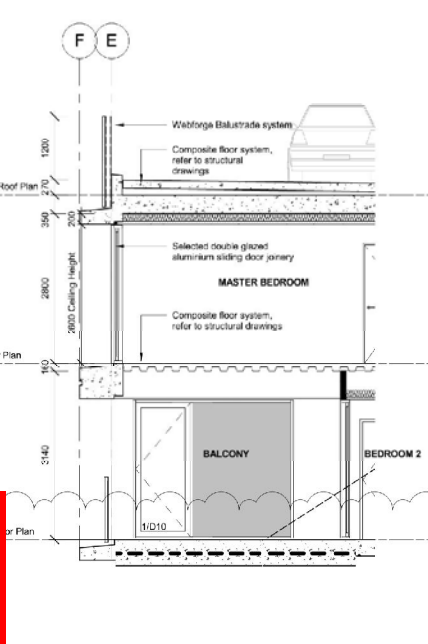 F E
Webforge Balustrade system
1200
Composite floor system,
refer to structural
drawings
Roof Plan
270
350
200
Selected double glazed
aluminium sliding door joinery
MASTER BEDROOM
2800
2600 Ceiling Height
Composite floor system,
refer to structural drawings
Plan
160
3140
BALCONY
BEDROOM 2
1/D10
or Plan